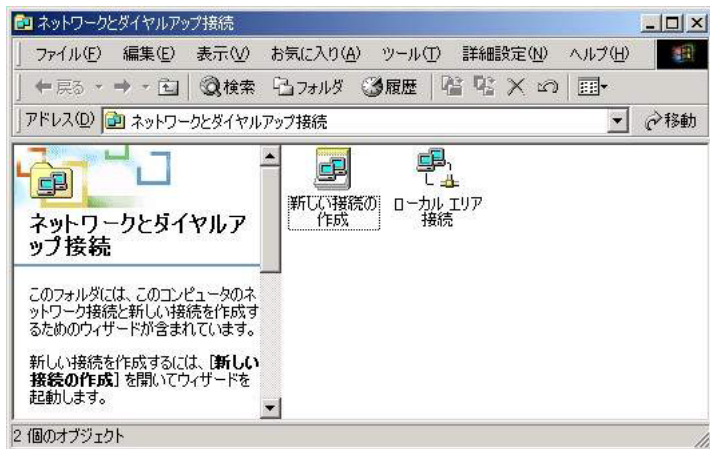 ネットワークとダイヤルアップ接続
ファイル(F) 編集(E) 表示(V) お気に入り(A) ツール(T) 詳細設定(N) ヘルプ(H)
戻る 検索 フォルダ 履歴
アドレス(D) ネットワークとダイヤルアップ接続 移動
ネットワークとダイヤルア
ップ接続
このフォルダには、このコンピュータのネ
ットワーク接続と新しい接続を作成す
るためのウィザードが含まれています。
新しい接続を作成するには、[新しい
接続の作成] を開いてウィザードを
起動します。
新しい接続の
作成
ローカル エリア
接続
2 個のオブジェクト